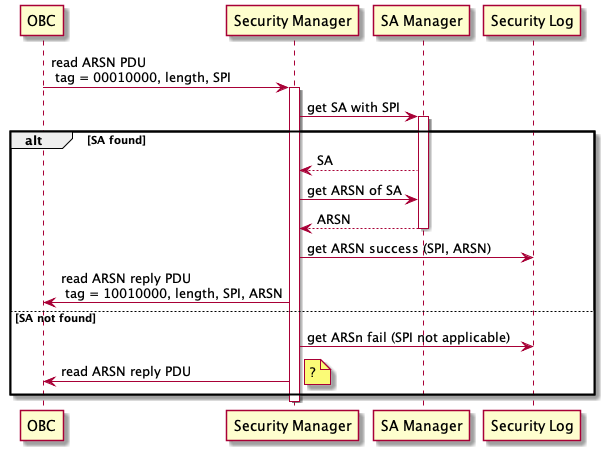 OBC Security Manager SA Manager Security Log
read ARSN PDU
tag = 00010000, length, SPI
get SA with SPI
alt [SA found]
SA
get ARSN of SA
ARSN
get ARSN success (SPI, ARSN)
read ARSN reply PDU
tag = 10010000, length, SPI, ARSN
[SA not found]
get ARSn fail (SPI not applicable)
read ARSN reply PDU ?
OBC Security Manager SA Manager Security Log